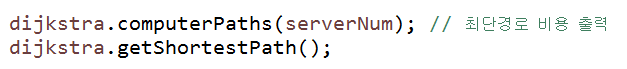 dijkstra.computerPaths(serverNum); // 최단경로 비용 출력
dijkstra.getShortestPath();